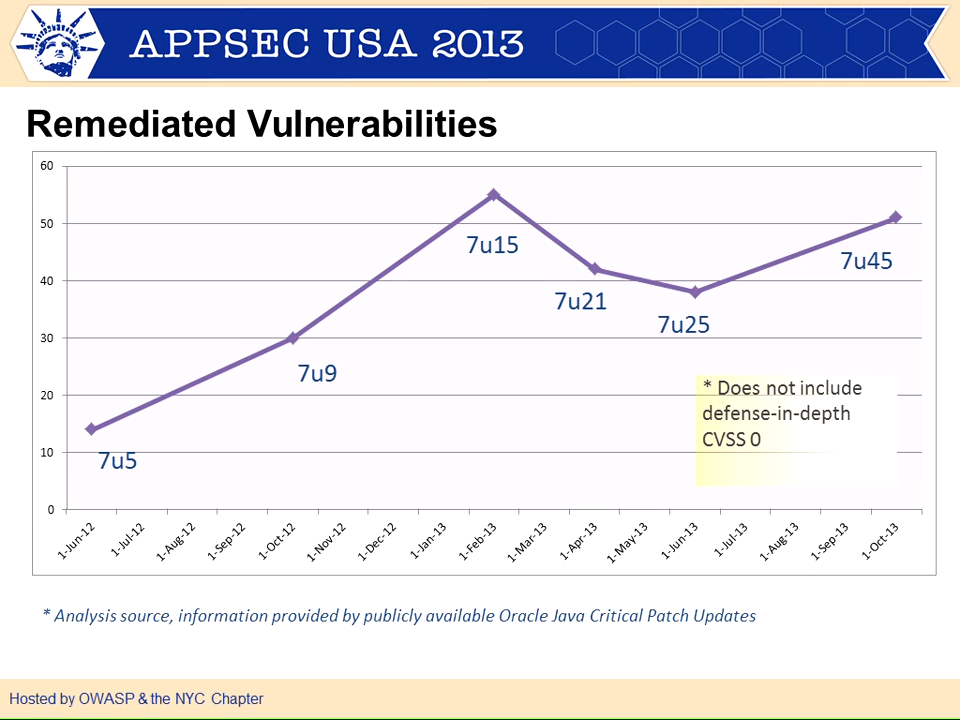 APPSEC USA 2013
Remediated Vulnerabilities
60
50
40
30
20
10
0
7u5
7u9
7u15
7u21
7u25
7u45
* Does not include
defense-in-depth
CVSS 0
1-Jun-12
1-Jul-12
1-Aug-12
1-Sep-12
1-Oct-12
1-Nov-12
1-Dec-12
1-Jan-13
1-Feb-13
1-Mar-13
1-Apr-13
1-May-13
1-Jun-13
1-Jul-13
1-Aug-13
1-Sep-13
1-Oct-13
* Analysis source, information provided by publicly available Oracle Java Critical Patch Updates
Hosted by OWASP & the NYC Chapter